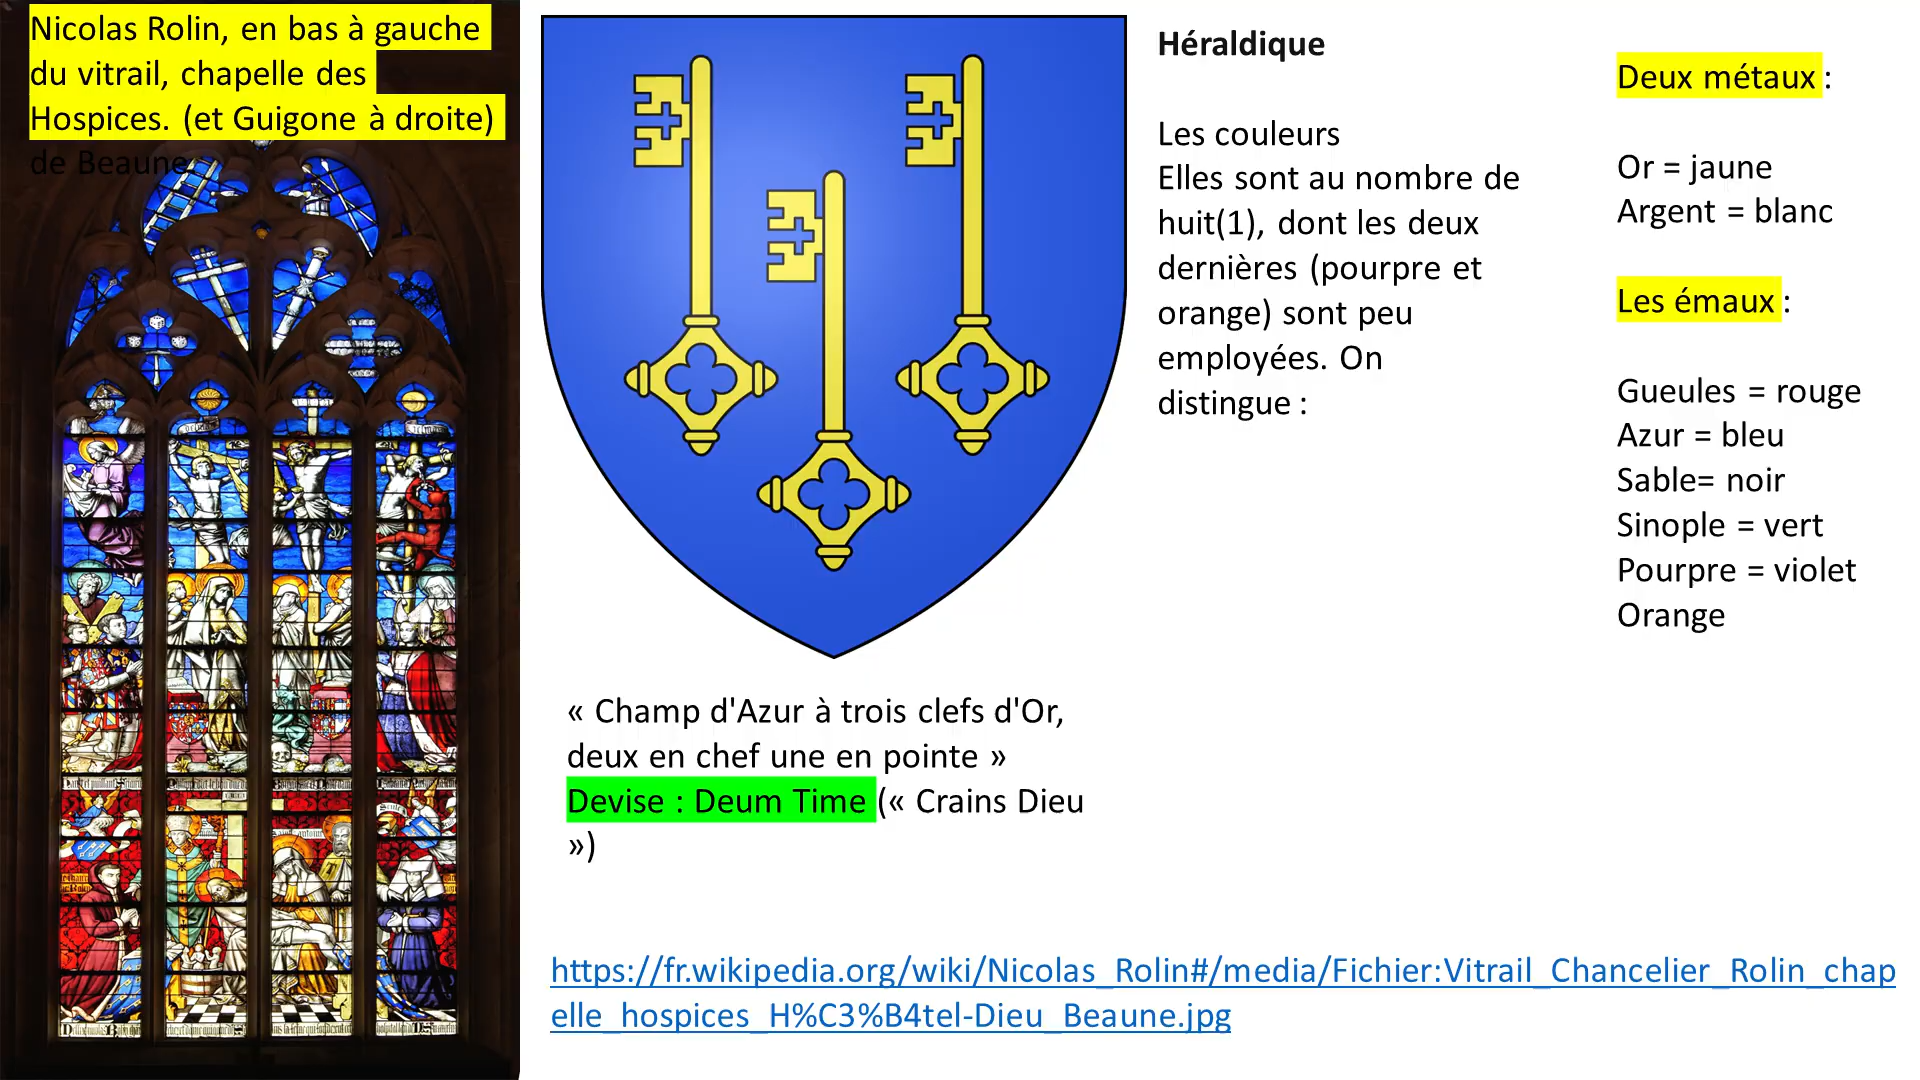 Nicolas Rolin, en bas à gauche
du vitrail, chapelle des
Hospices. (et Guigone à droite)
de Beaune
« Champ d'Azur à trois clefs d'Or,
deux en chef une en pointe »
Devise : Deum Time (« Crains Dieu
»)
Héraldique
Les couleurs
Elles sont au nombre de
huit(1), dont les deux
dernières (pourpre et
orange) sont peu
employées. On
distingue :
Deux métaux :
Or = jaune
Argent = blanc
Les émaux :
Gueules = rouge
Azur = bleu
Sable= noir
Sinople = vert
Pourpre = violet
Orange
https://fr.wikipedia.org/wiki/Nicolas_Rolin#/media/Fichier:Vitrail_Chancelier_Rolin_chap
elle_hospices_H%C3%B4tel-Dieu_Beaune.jpg